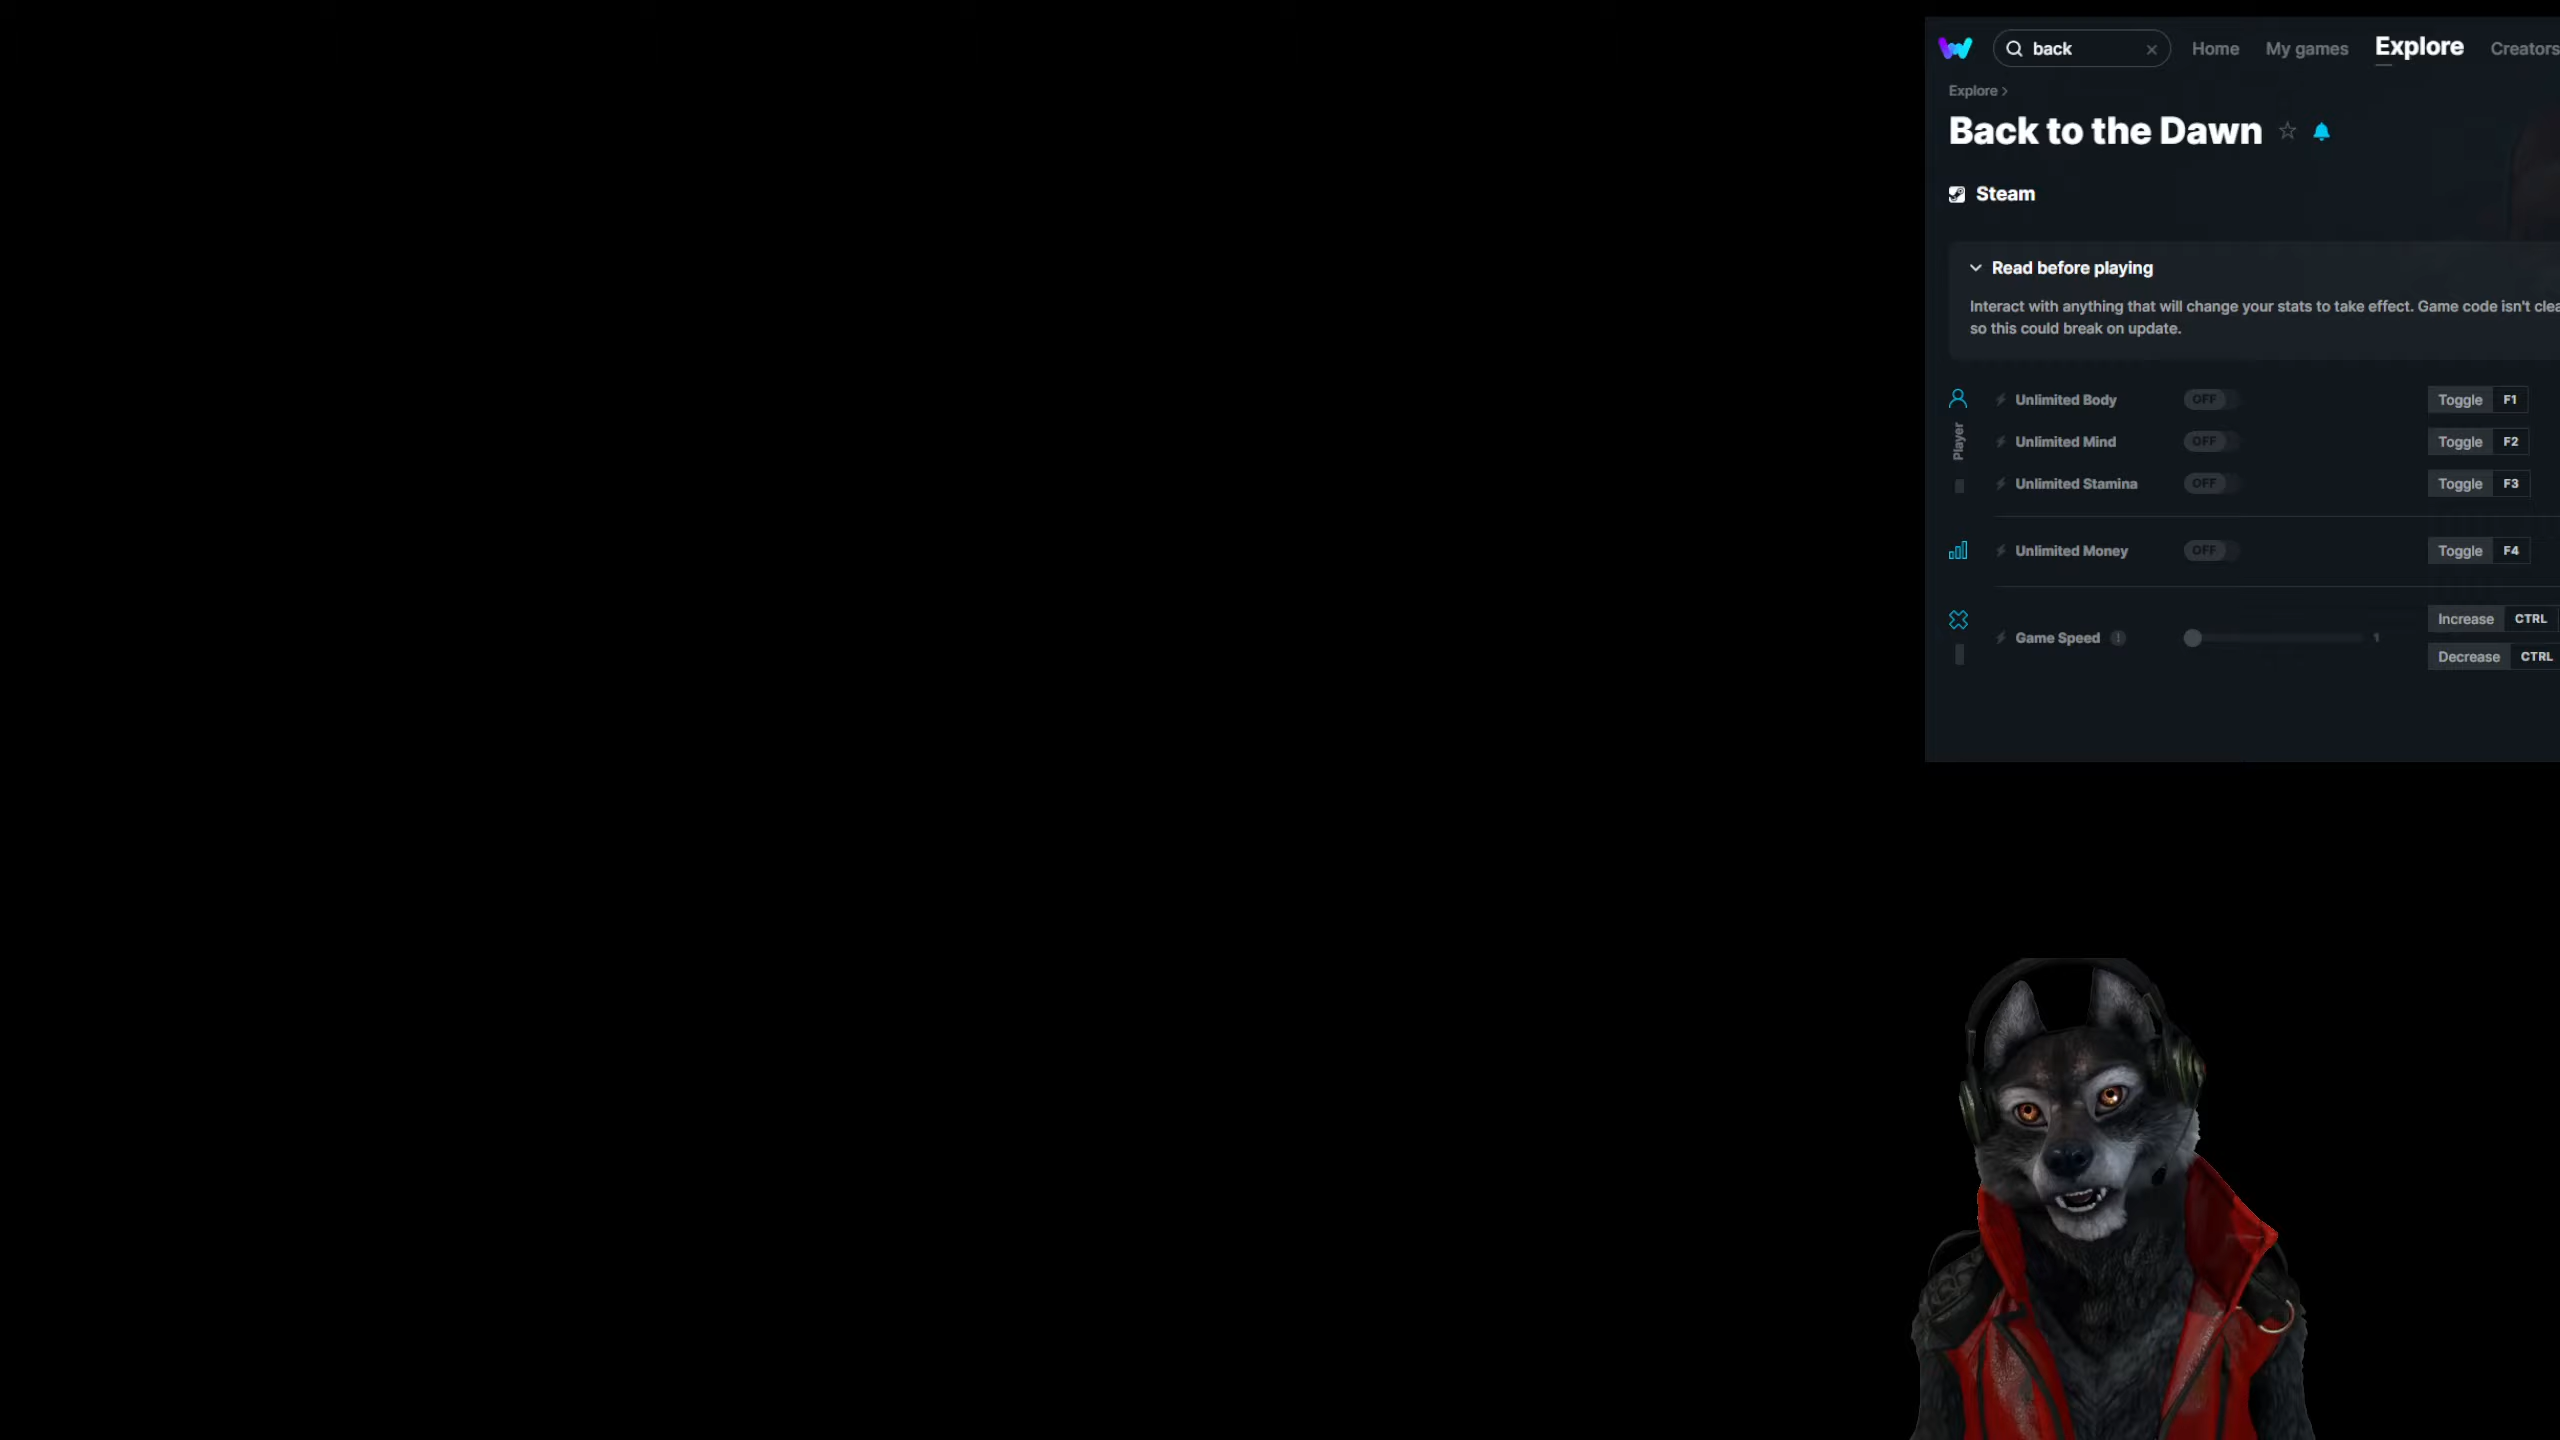 back
Home
My games
Explore
Creators
Explore >
Back to the Dawn
Steam
Read before playing
Interact with anything that will change your stats to take effect. Game code isn't
so this could break on update.
Player
Unlimited Body OFF Toggle F1
Unlimited Mind OFF Toggle F2
Unlimited Stamina OFF Toggle F3
Unlimited Money OFF Toggle F4
Game Speed 1
Increase CTRL
Decrease CTRL